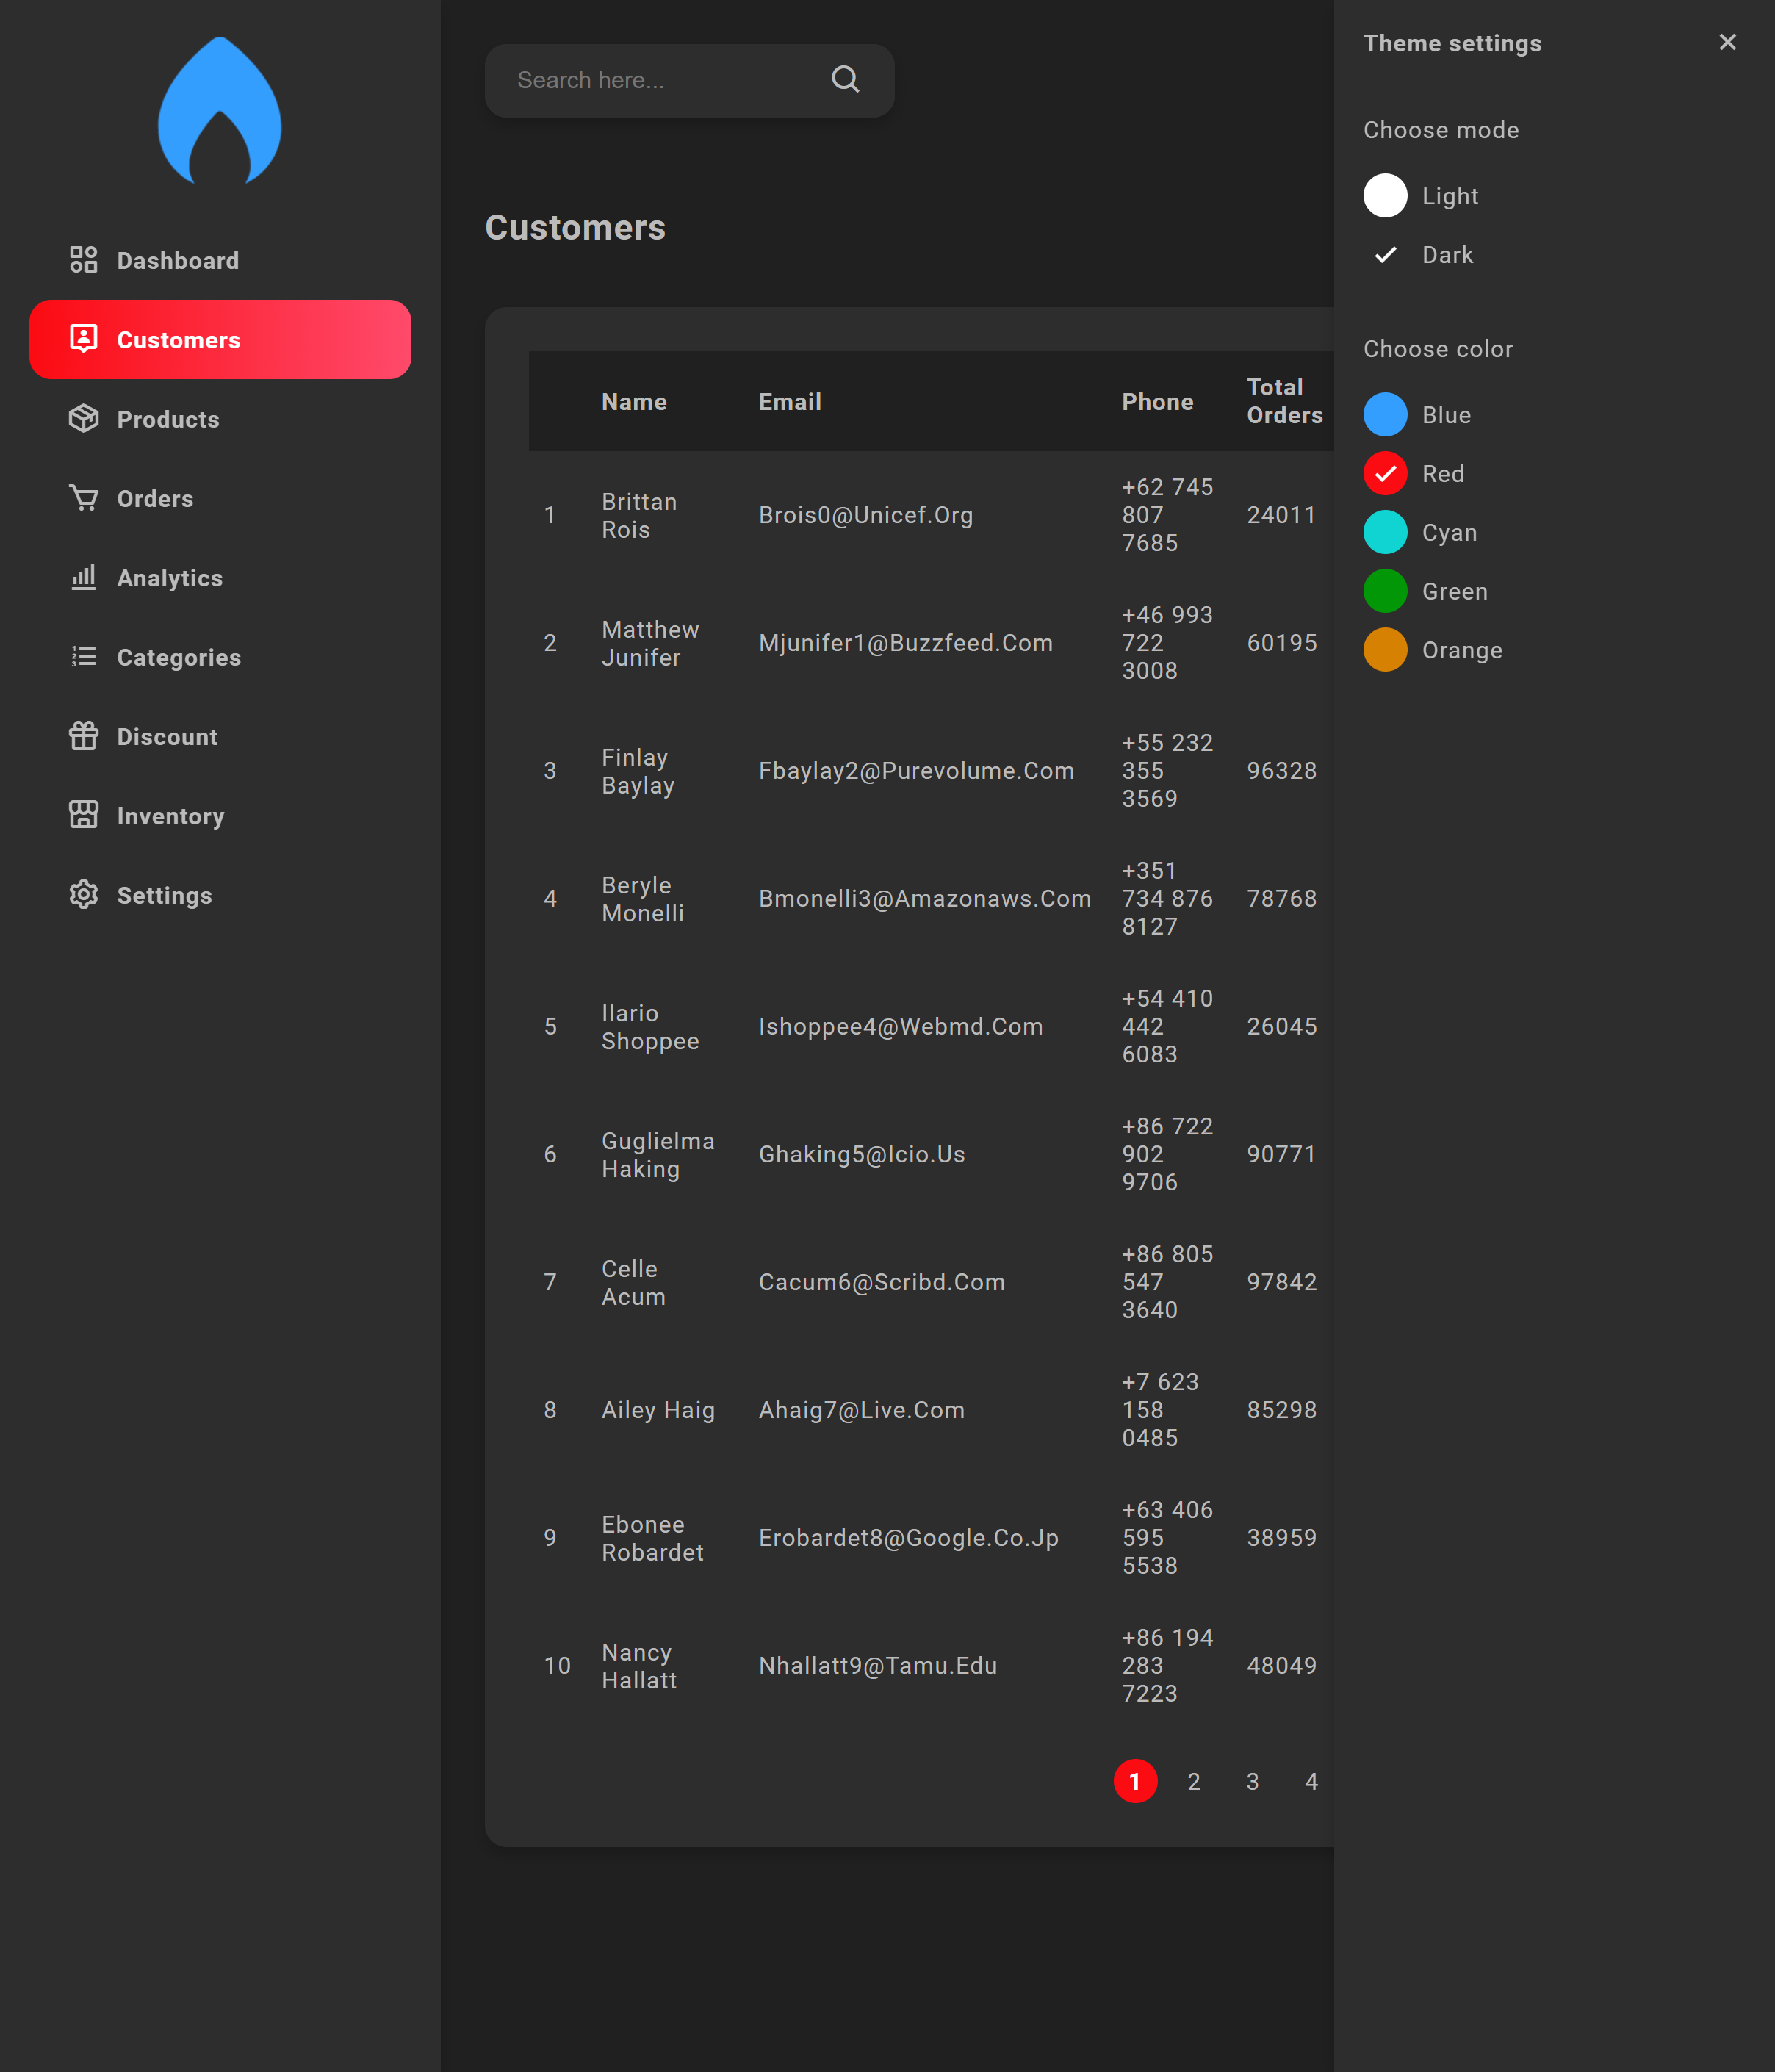 Dashboard
Customers
Products
Orders
Analytics
Categories
Discount
Inventory
Settings
Search here...
Customers
Name Email Phone Total
Orders
1 Brittan
Rois Brois0@Unicef.Org +62 745
807
7685 24011
2 Matthew
Junifer Mjunifer1@Buzzfeed.Com +46 993
722
3008 60195
3 Finlay
Baylay Fbaylay2@Purevolume.Com +55 232
355
3569 96328
4 Beryle
Monelli Bmonelli3@Amazonaws.Com +351
734 876
8127 78768
5 Ilario
Shoppee Ishoppee4@Webmd.Com +54 410
442
6083 26045
6 Guglielma
Haking Ghaking5@Icio.Us +86 722
902
9706 90771
7 Celle
Acum Cacum6@Scribd.Com +86 805
547
3640 97842
8 Ailey Haig Ahaig7@Live.Com +7 623
158
0485 85298
9 Ebonee
Robardet Erobardet8@Google.Co.Jp +63 406
595
5538 38959
10 Nancy
Hallatt Nhallatt9@Tamu.Edu +86 194
283
7223 48049
1 2 3 4
Theme settings
Choose mode
Light
Dark
Choose color
Blue
Red
Cyan
Green
Orange